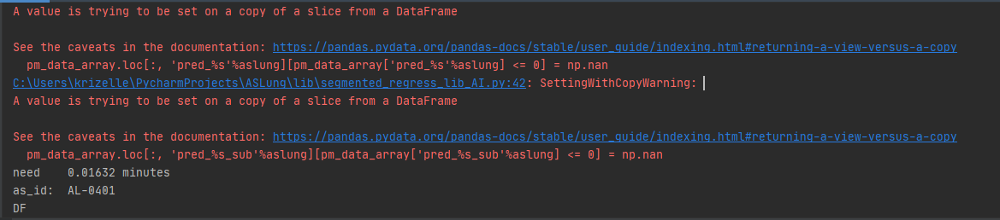 A value is trying to be set on a copy of a slice from a DataFrame
See the caveats in the documentation: https://pandas.pydata.org/pandas-docs/stable/user_guide/indexing.html#returning-a-view-versus-a-copy
  pm_data_array.loc[:, 'pred_%s'%aslung][pm_data_array['pred_%s'%aslung] <= 0] = np.nan
C:\Users\krizelle\PycharmProjects\ASLung\lib\segmented_regress_lib_AI.py:42: SettingWithCopyWarning:
A value is trying to be set on a copy of a slice from a DataFrame
See the caveats in the documentation: https://pandas.pydata.org/pandas-docs/stable/user_guide/indexing.html#returning-a-view-versus-a-copy
  pm_data_array.loc[:, 'pred_%s_sub'%aslung][pm_data_array['pred_%s_sub'%aslung] <= 0] = np.nan
need    0.01632 minutes
as_id:  AL-0401
DF